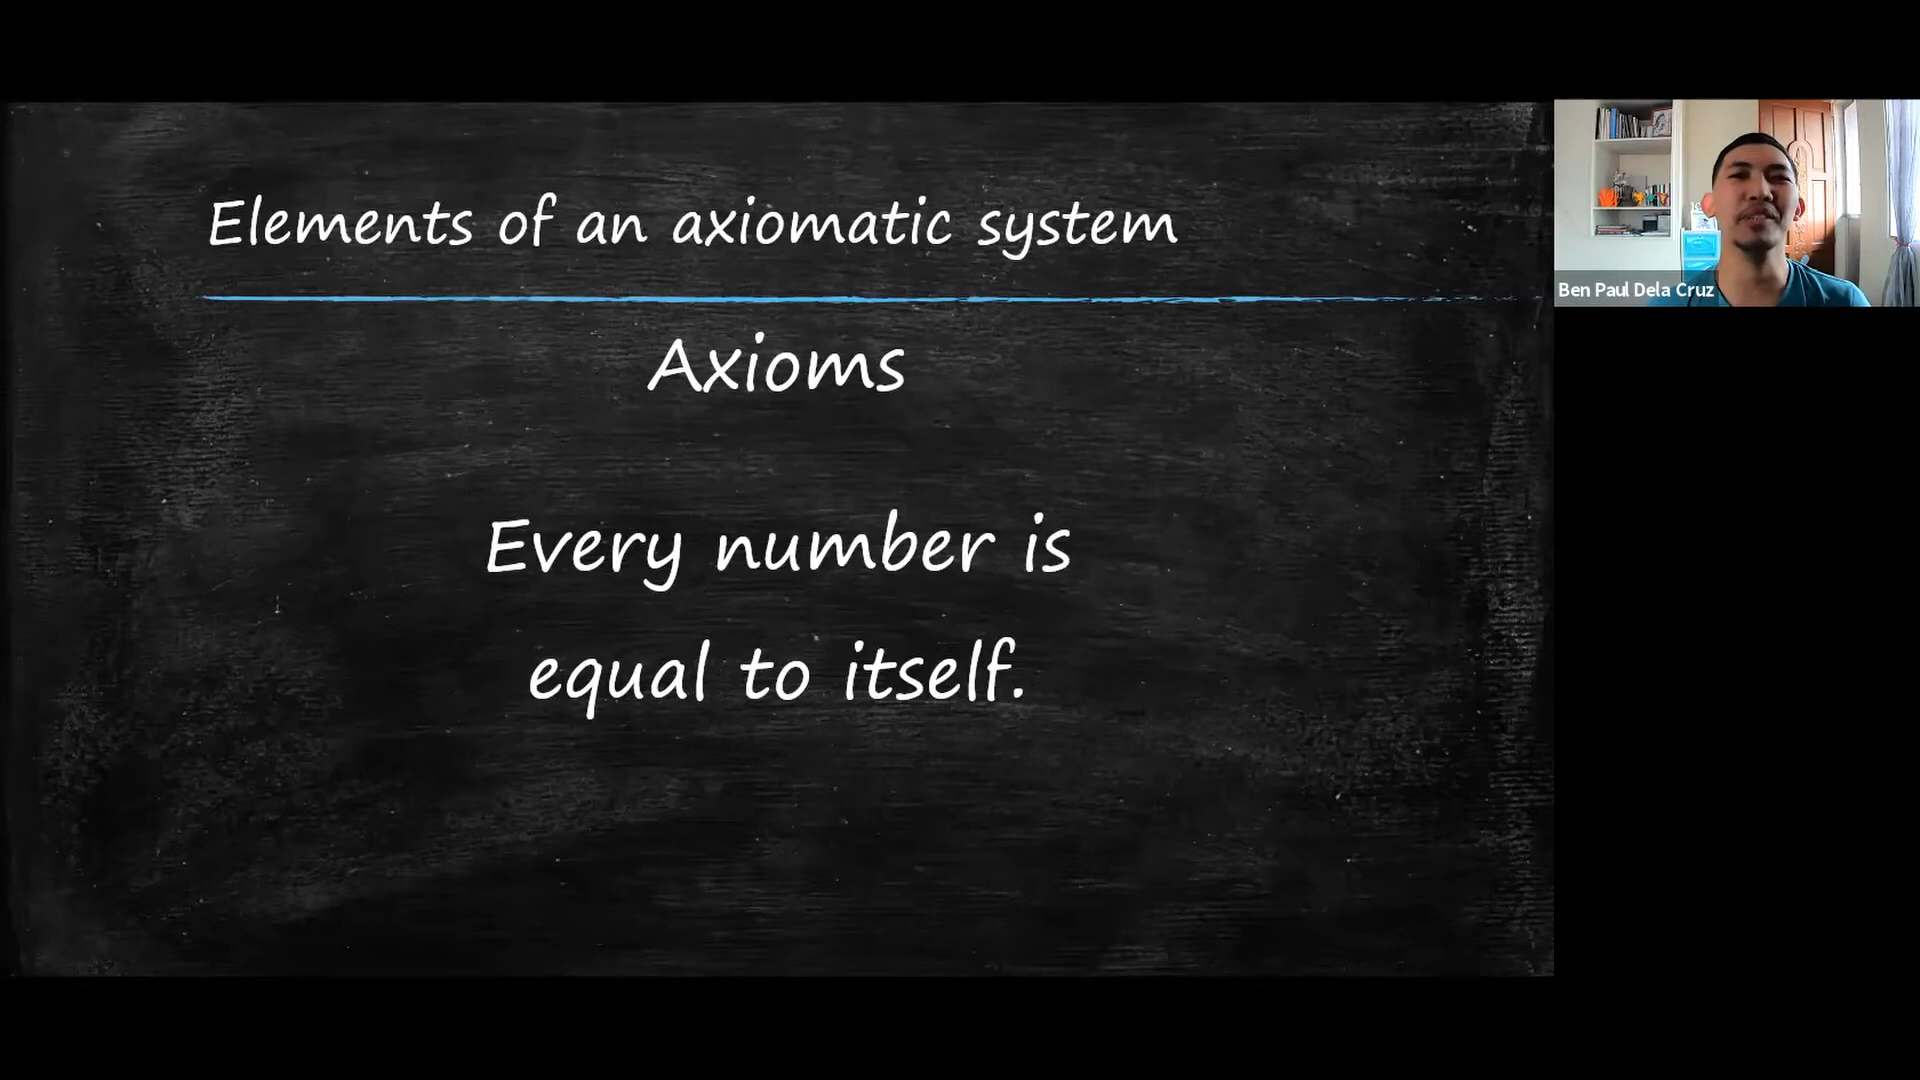 Elements of an axiomatic system
Axioms
Every number is
equal to itself.
Ben Paul Dela Cruz